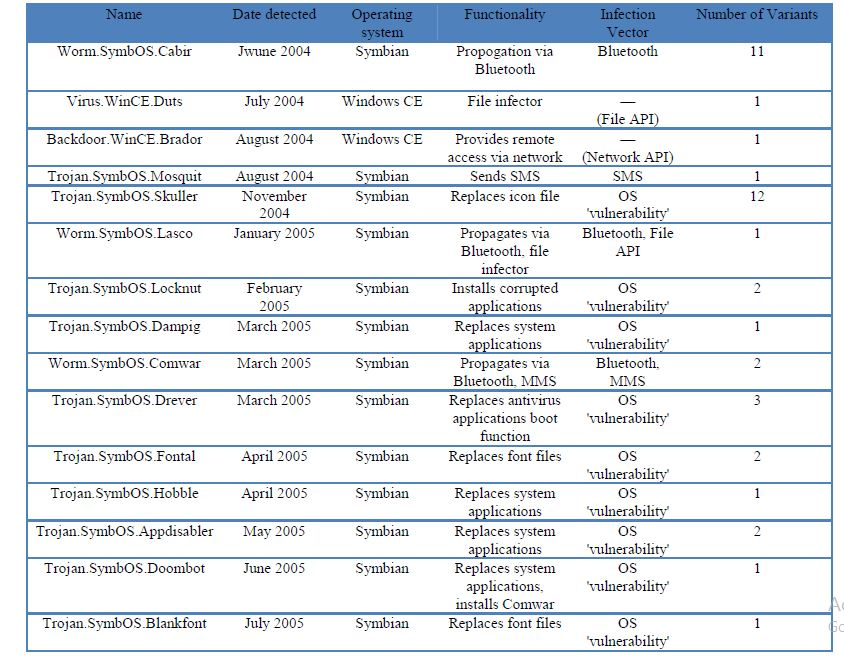 Name Date detected Operating system Functionality Infection Vector Number of Variants
Worm.SymbOS.Cabir Jwune 2004 Symbian Propogation via Bluetooth Bluetooth 11
Virus.WinCE.Duts July 2004 Windows CE File infector — (File API) 1
Backdoor.WinCE.Brador August 2004 Windows CE Provides remote access via network — (Network API) 1
Trojan.SymbOS.Mosquit August 2004 Symbian Sends SMS SMS 1
Trojan.SymbOS.Skuller November 2004 Symbian Replaces icon file OS 'vulnerability' 12
Worm.SymbOS.Lasco January 2005 Symbian Propagates via Bluetooth, file infector Bluetooth, File API 1
Trojan.SymbOS.Locknut February 2005 Symbian Installs corrupted applications OS 'vulnerability' 2
Trojan.SymbOS.Dampig March 2005 Symbian Replaces system applications OS 'vulnerability' 1
Worm.SymbOS.Comwar March 2005 Symbian Propagates via Bluetooth, MMS Bluetooth, MMS 2
Trojan.SymbOS.Drever March 2005 Symbian Replaces antivirus applications boot function OS 'vulnerability' 3
Trojan.SymbOS.Fontal April 2005 Symbian Replaces font files OS 'vulnerability' 2
Trojan.SymbOS.Hobble April 2005 Symbian Replaces system applications OS 'vulnerability' 1
Trojan.SymbOS.Appdisabler May 2005 Symbian Replaces system applications OS 'vulnerability' 2
Trojan.SymbOS.Doombot June 2005 Symbian Replaces system applications, installs Comwar OS 'vulnerability' 1
Trojan.SymbOS.Blankfont July 2005 Symbian Replaces font files OS 'vulnerability' 1